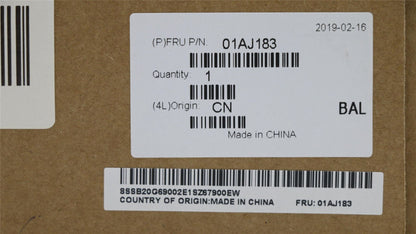 2019-02-16
(P)FRU P/N. 01AJ183
Quantity: 1
(4L)Origin: CN
BAL
Made in CHINA
8SSB20G69002E1SZ67900EW
COUNTRY OF ORIGIN:MADE IN CHINA FRU: 01AJ183